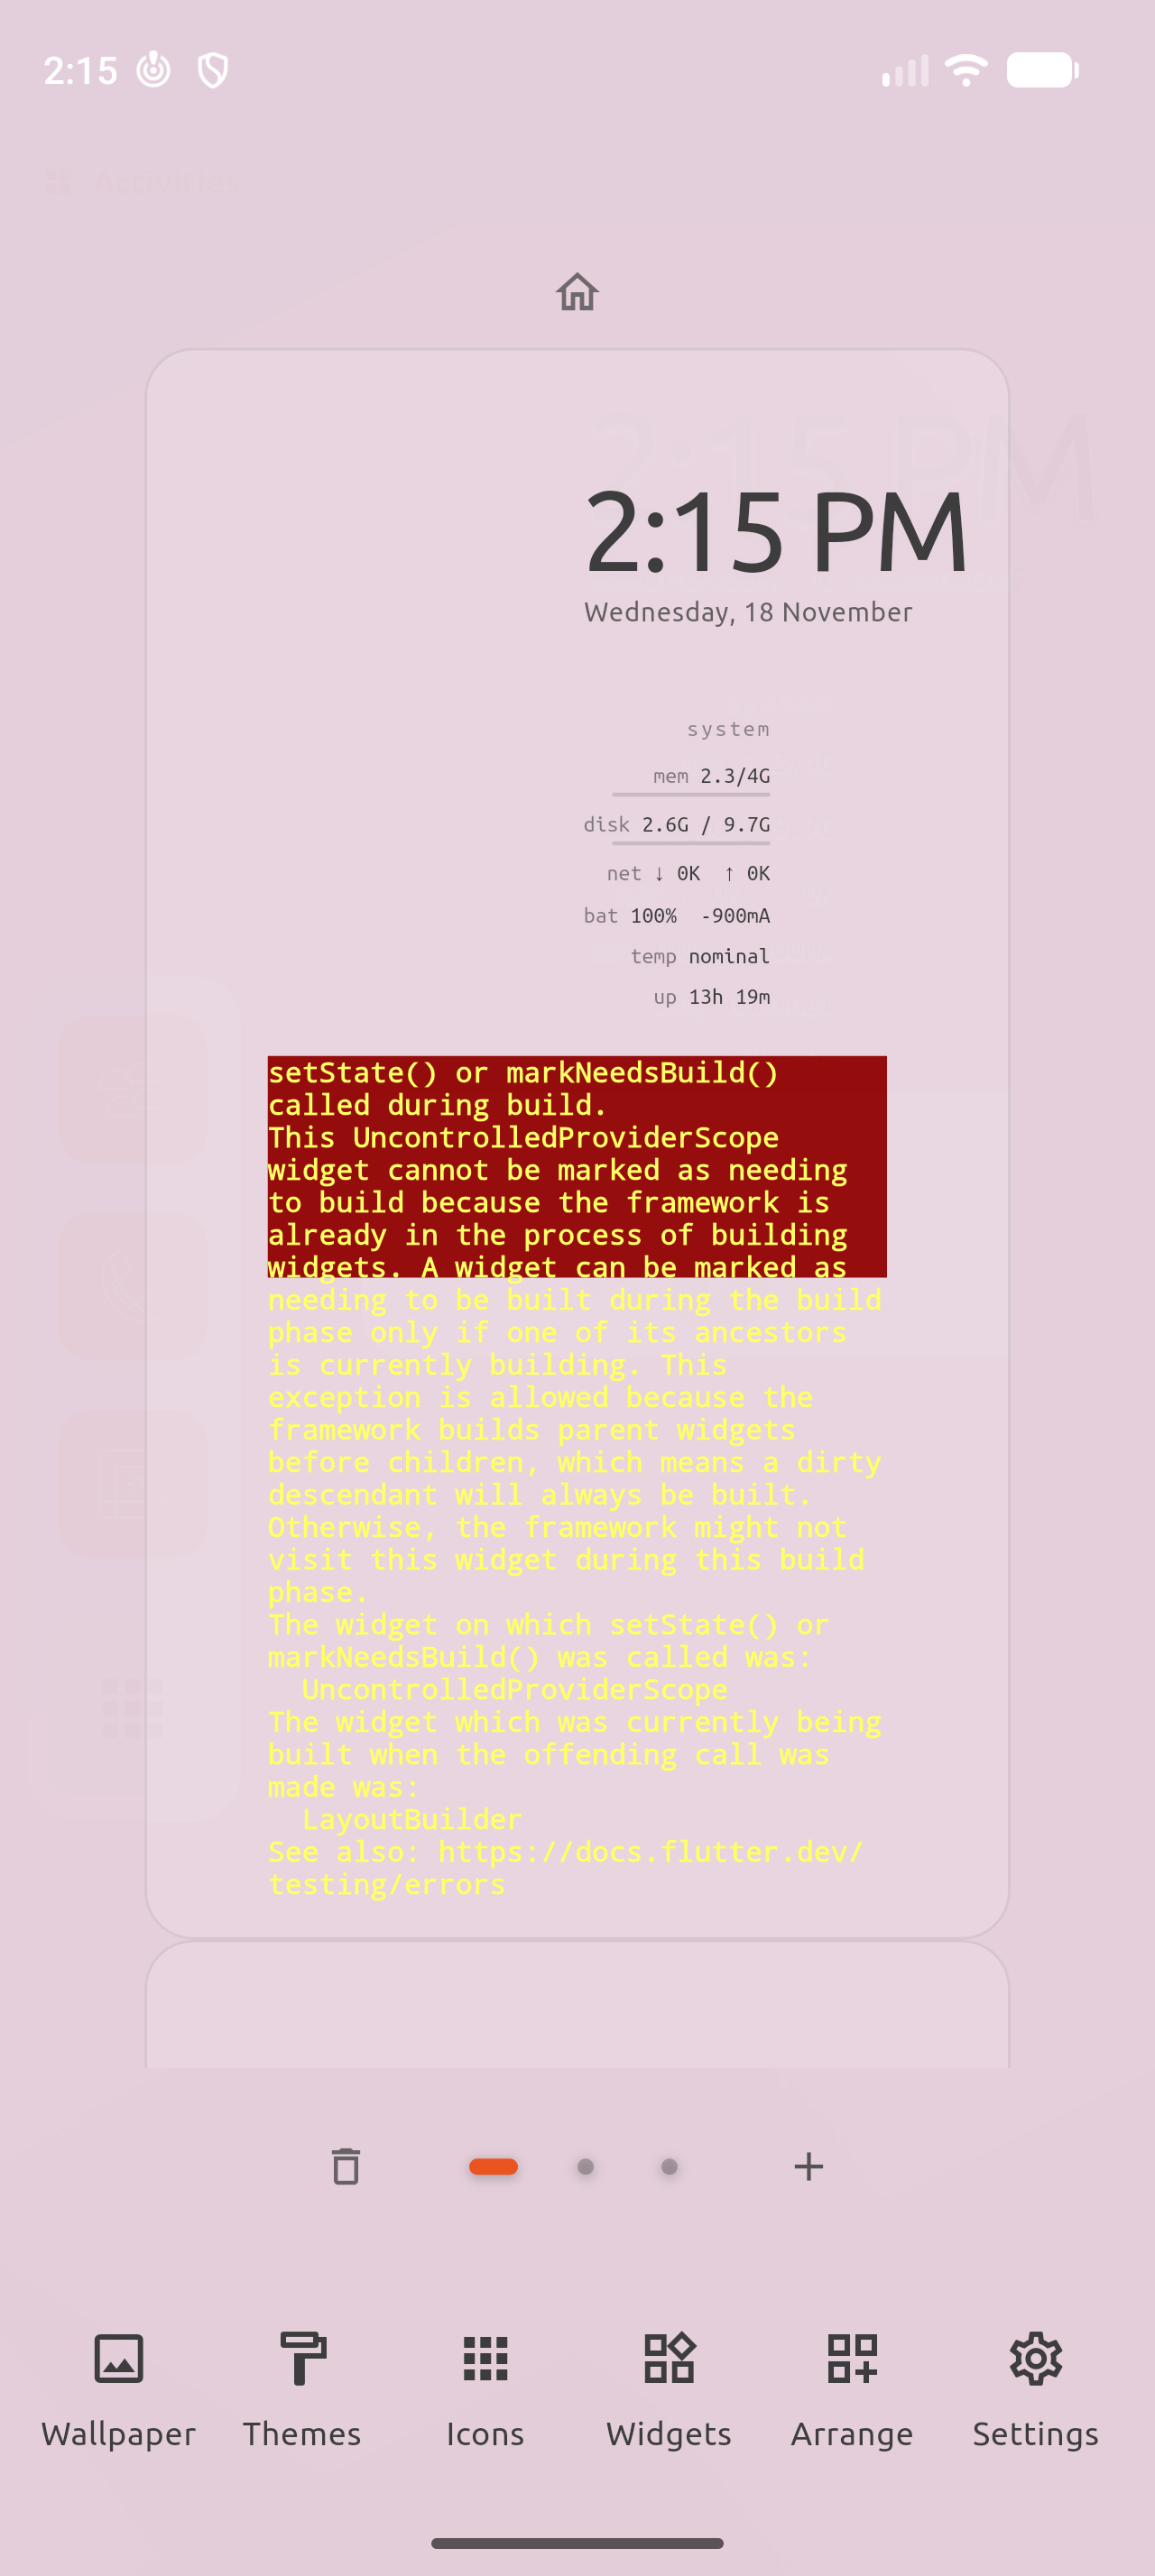 2:15
Activities
2:15 PM
2:15 PM
Wednesday, 18 November
system
mem 2.3/4G
disk 2.6G / 9.7G
net ↓ 0K ↑ 0K
bat 100% -900mA
temp nominal
up 13h 19m
setState() or markNeedsBuild()
called during build.
This UncontrolledProviderScope
widget cannot be marked as needing
to build because the framework is
already in the process of building
widgets. A widget can be marked as
needing to be built during the build
phase only if one of its ancestors
is currently building. This
exception is allowed because the
framework builds parent widgets
before children, which means a dirty
descendant will always be built.
Otherwise, the framework might not
visit this widget during this build
phase.
The widget on which setState() or
markNeedsBuild() was called was:
UncontrolledProviderScope
The widget which was currently being
built when the offending call was
made was:
LayoutBuilder
See also: https://docs.flutter.dev/
testing/errors
Wallpaper
Themes
Icons
Widgets
Arrange
Settings